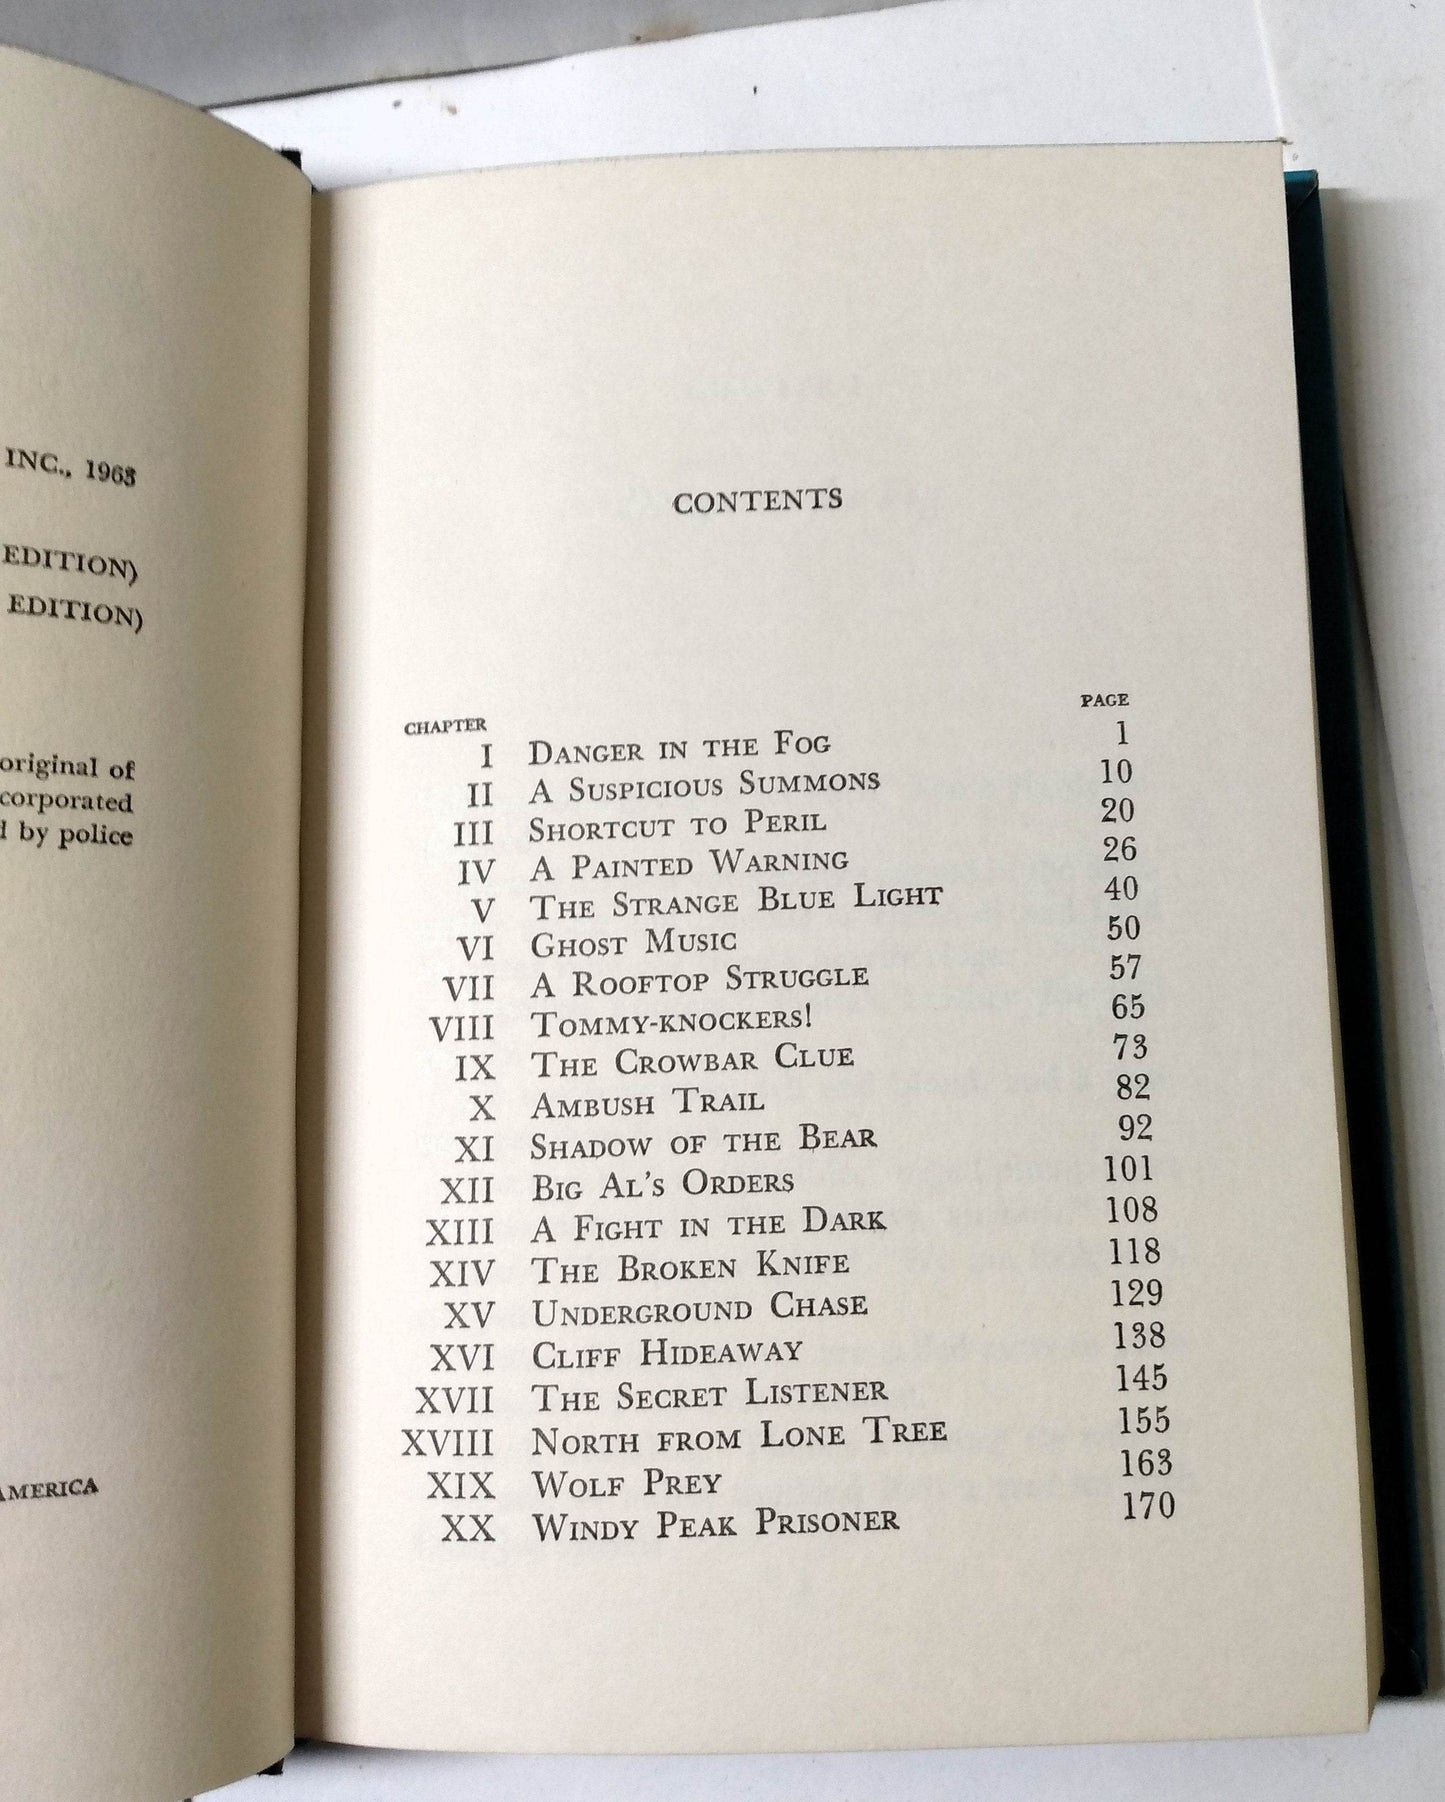 INC., 1963
EDITION)
EDITION)
original of
corporated
by police
AMERICA
CONTENTS
CHAPTER PAGE
I DANGER IN THE FOG 1
II A SUSPICIOUS SUMMONS 10
III SHORTCUT TO PERIL 20
IV A PAINTED WARNING 26
V THE STRANGE BLUE LIGHT 40
VI GHOST MUSIC 50
VII A ROOFTOP STRUGGLE 57
VIII TOMMY-KNOCKERS! 65
IX THE CROWBAR CLUE 73
X AMBUSH TRAIL 82
XI SHADOW OF THE BEAR 92
XII BIG AL'S ORDERS 101
XIII A FIGHT IN THE DARK 108
XIV THE BROKEN KNIFE 118
XV UNDERGROUND CHASE 129
XVI CLIFF HIDEAWAY 138
XVII THE SECRET LISTENER 145
XVIII NORTH FROM LONE TREE 155
XIX WOLF PREY 163
XX WINDY PEAK PRISONER 170